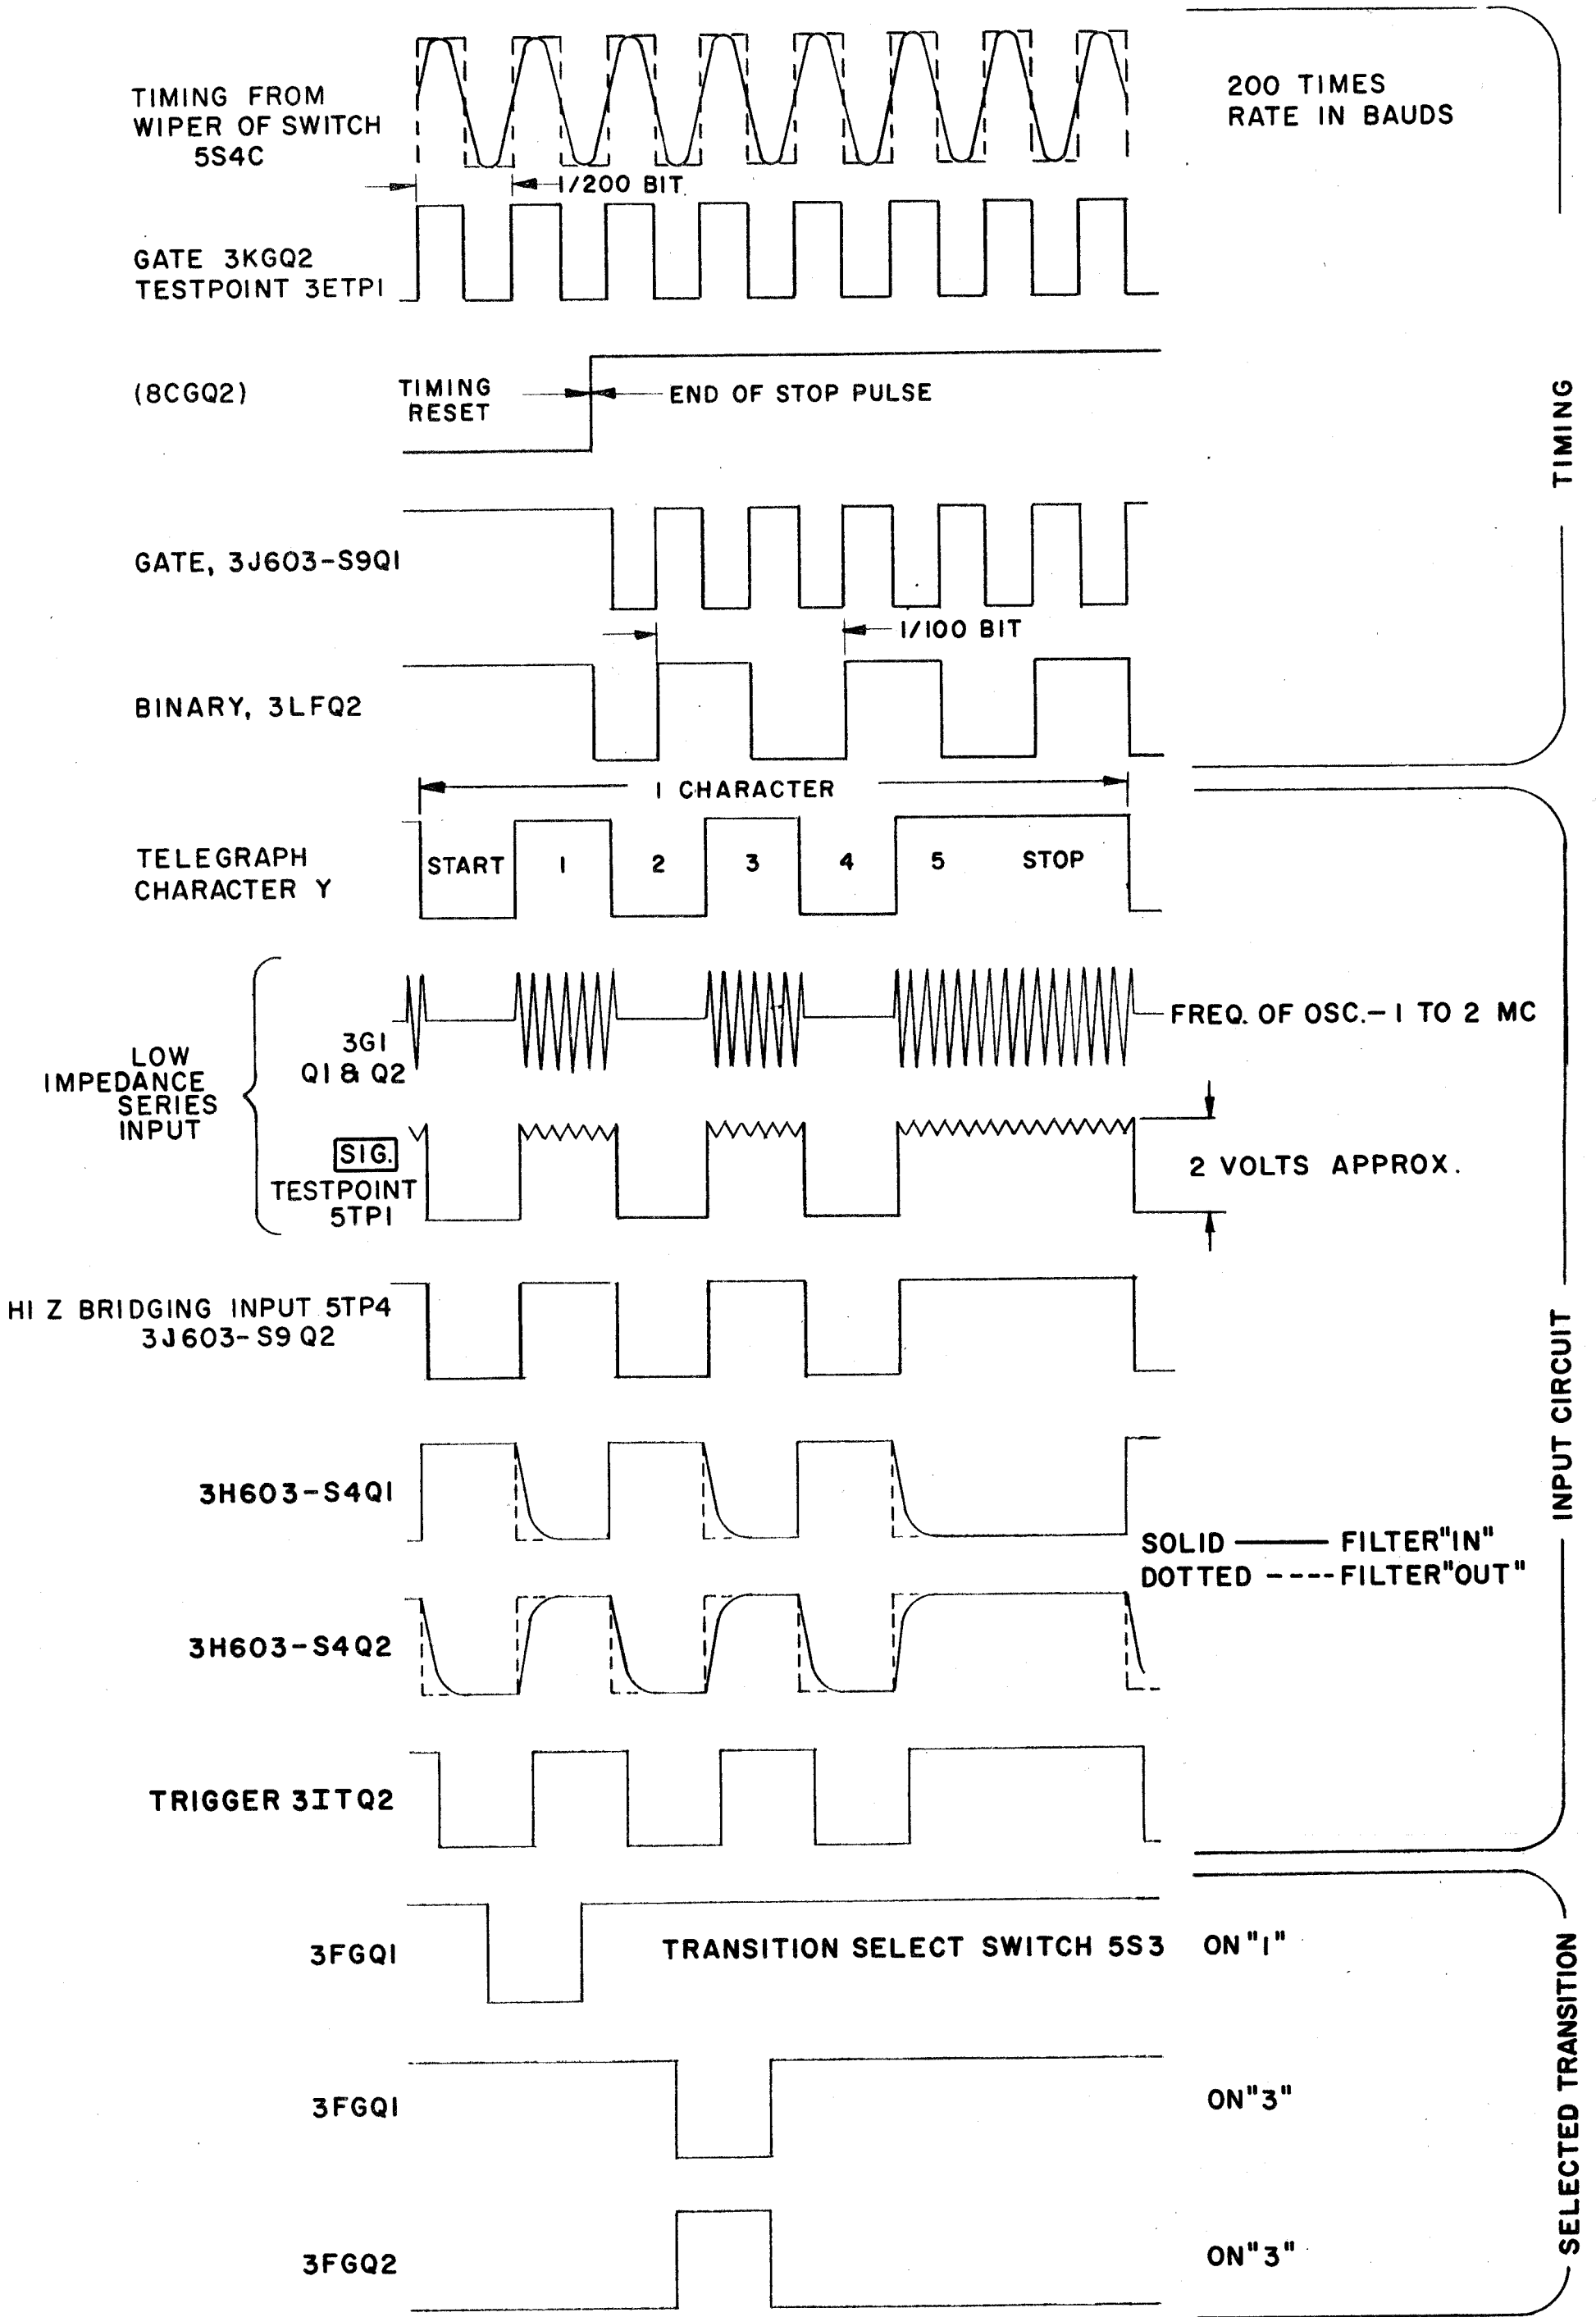 TIMING FROM
WIPER OF SWITCH
5S4C
200 TIMES
RATE IN BAUDS
1/200 BIT
GATE 3KGQ2
TESTPOINT 3ETP1
(8CGQ2)
TIMING
RESET
END OF STOP PULSE
TIMING
GATE, 3J603-S9Q1
1/100 BIT
BINARY, 3LFQ2
1 CHARACTER
TELEGRAPH
CHARACTER Y
START 1 2 3 4 5 STOP
LOW
IMPEDANCE
SERIES
INPUT
3G1
Q1 & Q2
FREQ. OF OSC.-1 TO 2 MC
SIG.
TESTPOINT
5TP1
2 VOLTS APPROX.
HI Z BRIDGING INPUT 5TP4
3J603-S9Q2
INPUT CIRCUIT
3H603-S4Q1
SOLID —— FILTER"IN"
DOTTED ---- FILTER"OUT"
3H603-S4Q2
TRIGGER 3ITQ2
3FGQ1
TRANSITION SELECT SWITCH 5S3 ON"1"
3FGQ1
ON"3"
SELECTED TRANSITION
3FGQ2
ON"3"